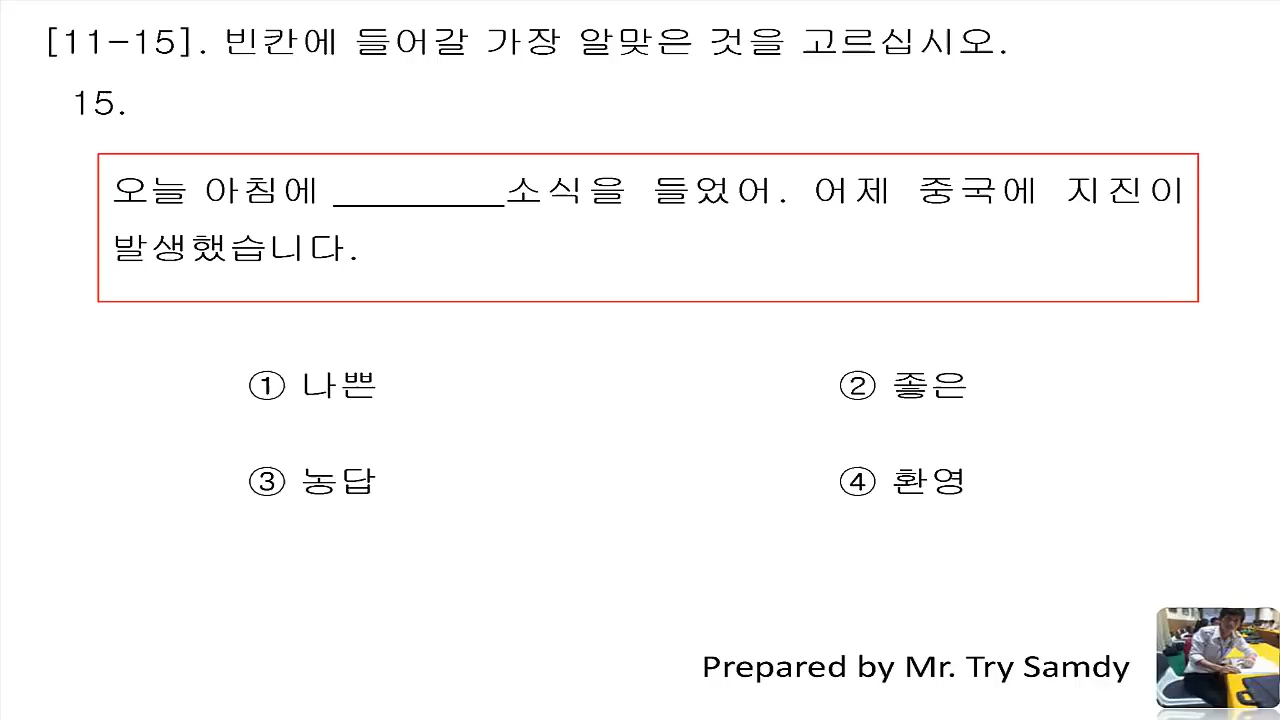 [11-15]. 빈칸에 들어갈 가장 알맞은 것을 고르십시오.
15.
오늘 아침에 __________소식을 들었어. 어제 중국에 지진이
발생했습니다.
① 나쁜 ② 좋은
③ 농답 ④ 환영
Prepared by Mr. Try Samdy